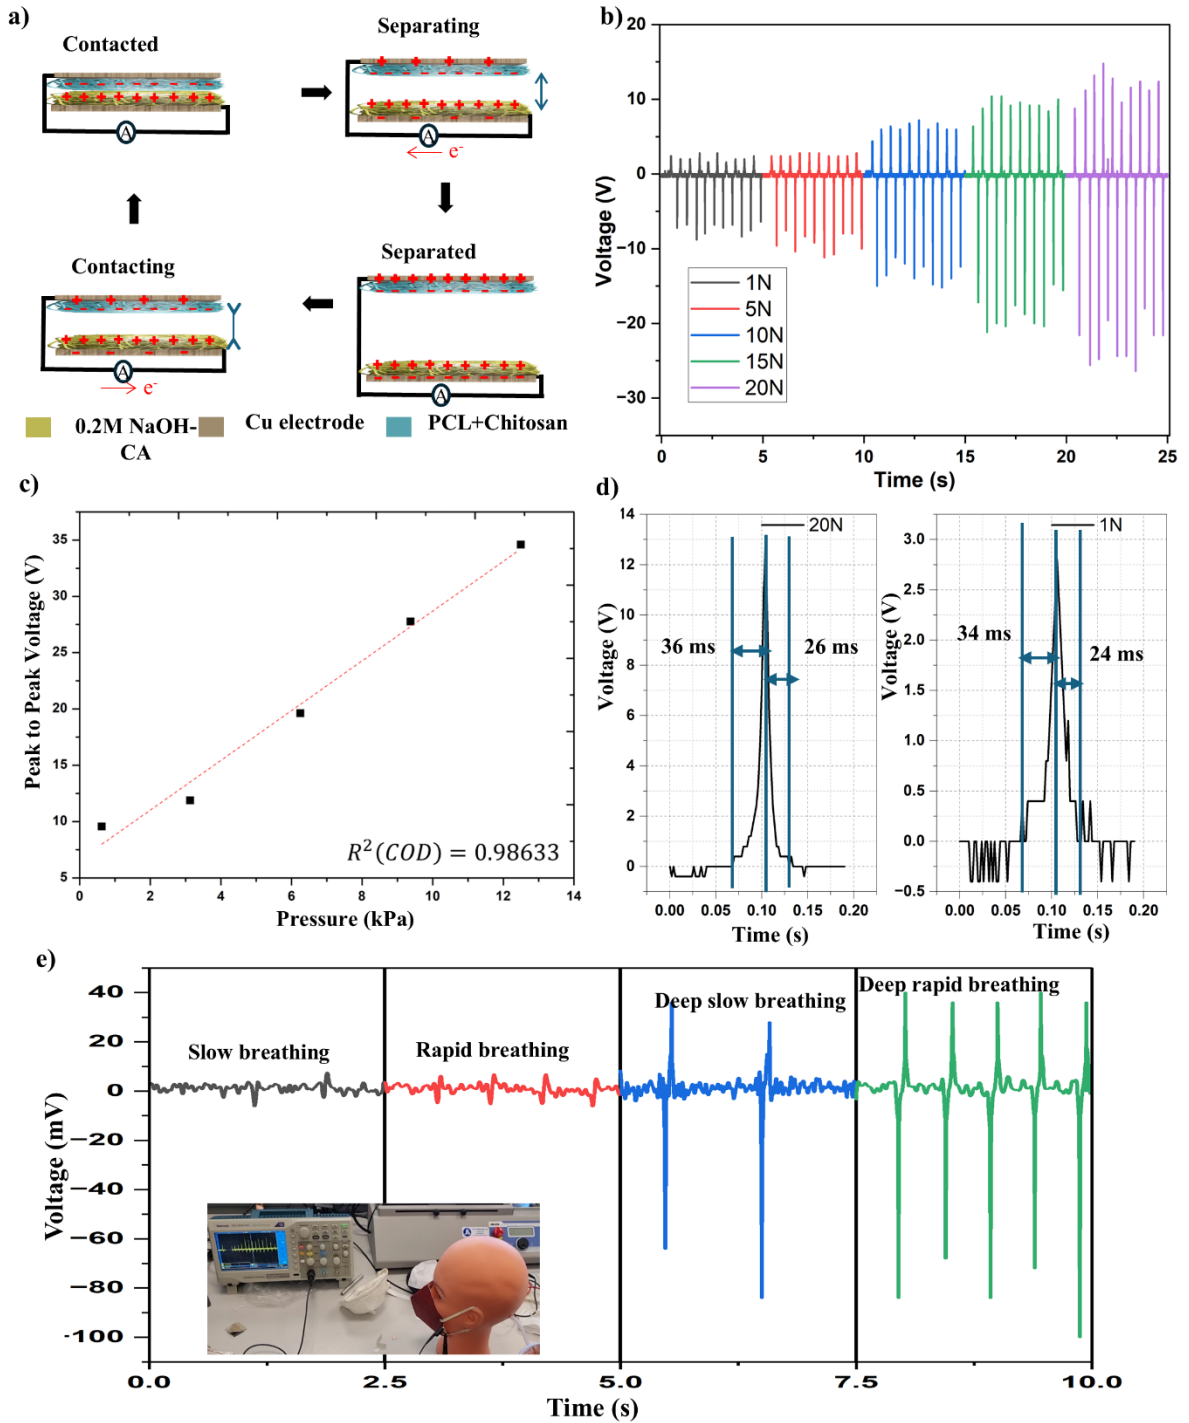 a)
Contacted
Separating
A
A
e⁻
Contacting
Separated
A
e⁻
A
0.2M NaOH-
CA
Cu electrode
PCL+Chitosan
b)
Voltage (V)
20
10
0
−10
−20
−30
1N
5N
10N
15N
20N
0
5
10
15
20
25
Time (s)
c)
Peak to Peak Voltage (V)
35
30
25
20
15
10
5
R²(COD) = 0.98633
0
2
4
6
8
10
12
14
Pressure (kPa)
d)
Voltage (V)
14
12
10
8
6
4
2
0
20N
36 ms
26 ms
0.00
0.05
0.10
0.15
0.20
Time (s)
Voltage (V)
3.0
2.5
2.0
1.5
1.0
0.5
0.0
−0.5
1N
34 ms
24 ms
0.00
0.05
0.10
0.15
0.20
Time (s)
e)
Voltage (mV)
40
20
0
−20
−40
−60
−80
-100
Slow breathing
Rapid breathing
Deep slow breathing
Deep rapid breathing
0.0
2.5
5.0
7.5
10.0
Time (s)